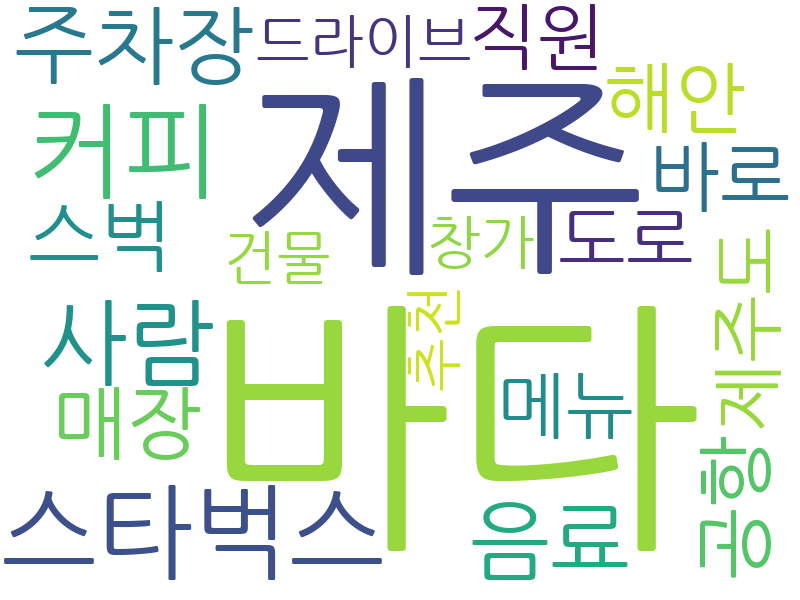 주차장
드라이브
직원
커피
제주
해안
바로
스벅
건물
창가
도로
제주도
사람
바다
추천
메뉴
매장
공항
스타벅스
음료